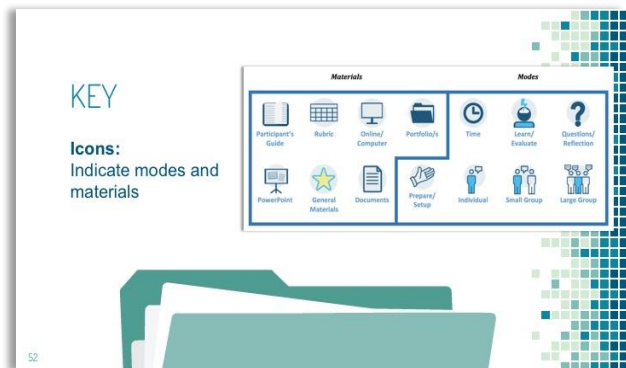 KEY
Icons:
Indicate modes and
materials
Materials
Modes
Participant's
Guide
Rubric
Online/
Computer
Portfolio/s
Time
Learn/
Evaluate
Questions/
Reflection
PowerPoint
General
Materials
Documents
Prepare/
Setup
Individual
Small Group
Large Group
52